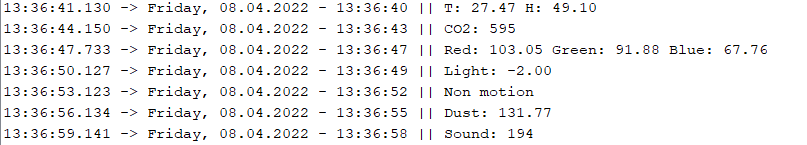 13:36:41.130 -> Friday, 08.04.2022 - 13:36:40 || T: 27.47 H: 49.10
13:36:44.150 -> Friday, 08.04.2022 - 13:36:43 || CO2: 595
13:36:47.733 -> Friday, 08.04.2022 - 13:36:47 || Red: 103.05 Green: 91.88 Blue: 67.76
13:36:50.127 -> Friday, 08.04.2022 - 13:36:49 || Light: -2.00
13:36:53.123 -> Friday, 08.04.2022 - 13:36:52 || Non motion
13:36:56.134 -> Friday, 08.04.2022 - 13:36:55 || Dust: 131.77
13:36:59.141 -> Friday, 08.04.2022 - 13:36:58 || Sound: 194